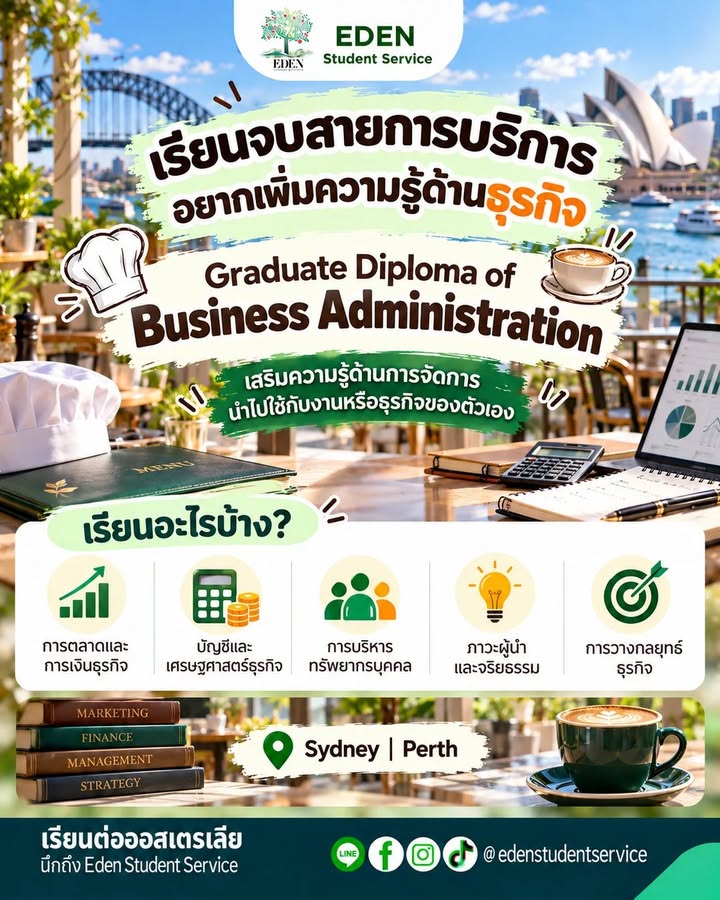 EDEN
EDEN
Student Service
เรียนจบสายการบริการ
อยากเพิ่มความรู้ด้านธุรกิจ
Graduate Diploma of
Business Administration
เสริมความรู้ด้านการจัดการ
นำไปใช้กับงานหรือธุรกิจของตัวเอง
MENU
เรียนอะไรบ้าง?
การตลาดและ
การเงินธุรกิจ
บัญชีและ
เศรษฐศาสตร์ธุรกิจ
การบริหาร
ทรัพยากรบุคคล
ภาวะผู้นำ
และจริยธรรม
การวางกลยุทธ์
ธุรกิจ
MARKETING
FINANCE
MANAGEMENT
STRATEGY
Sydney | Perth
เรียนต่อออสเตรเลีย
นึกถึง Eden Student Service
LINE
@edenstudentservice